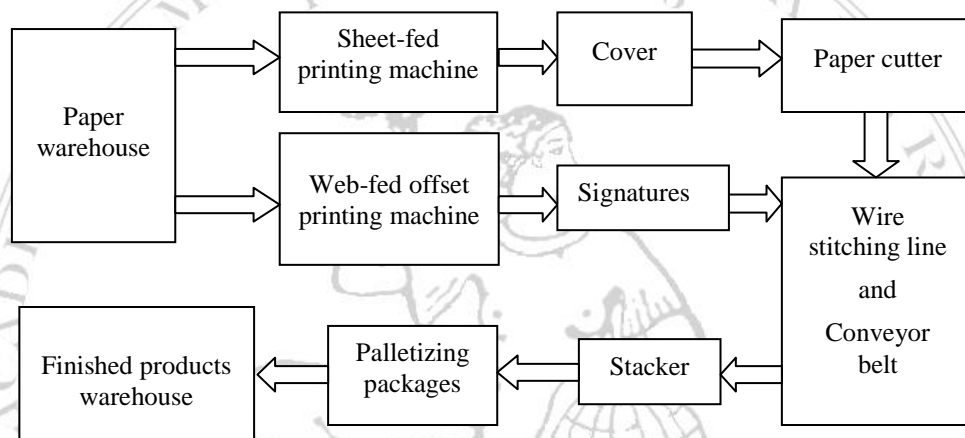 Paper
warehouse
Sheet-fed
printing machine
Cover
Paper cutter
Web-fed offset
printing machine
Signatures
Wire
stitching line
and
Conveyor
belt
Stacker
Palletizing
packages
Finished products
warehouse